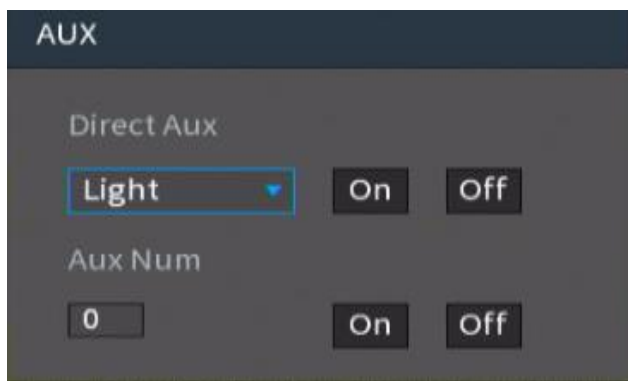 AUX
Direct Aux
Light On Off
Aux Num
0 On Off